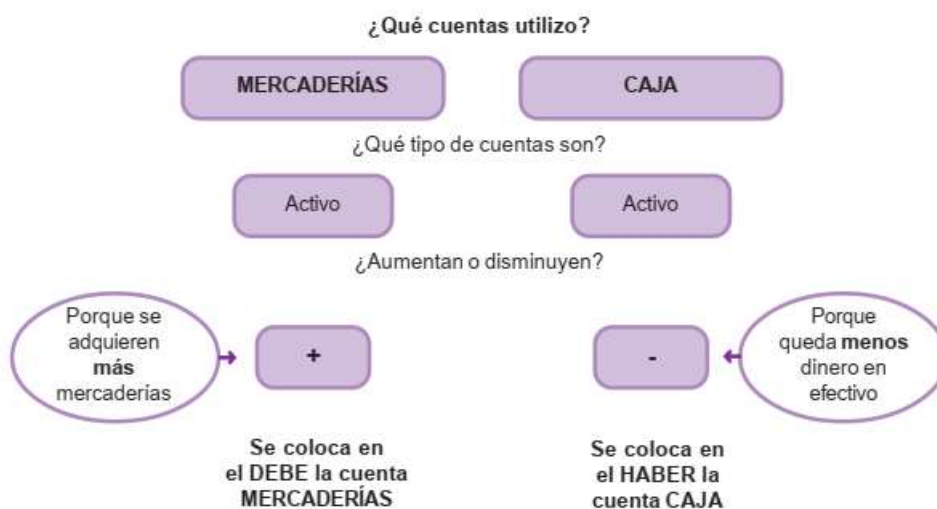 ¿Qué cuentas utilizo?
MERCADERÍAS
CAJA
¿Qué tipo de cuentas son?
Activo
Activo
¿Aumentan o disminuyen?
Porque se
adquieren
más
mercaderías
+
-
Porque
queda menos
dinero en
efectivo
Se coloca en
el DEBE la cuenta
MERCADERÍAS
Se coloca en
el HABER la
cuenta CAJA